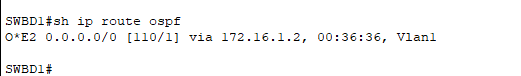 SWBD1#sh ip route ospf
O*E2 0.0.0.0/0 [110/1] via 172.16.1.2, 00:36:36, Vlan1
SWBD1#